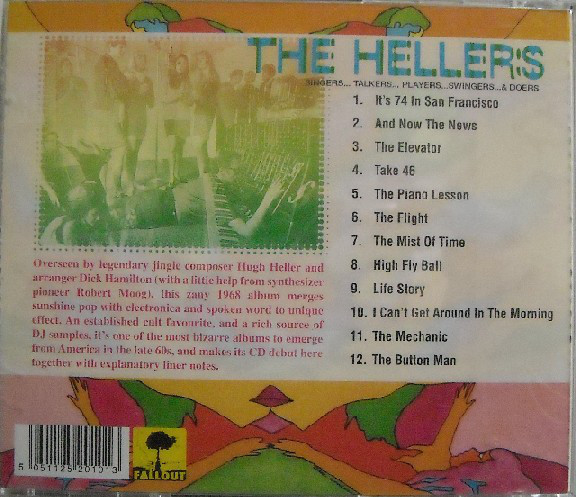 THE HELLERS
SINGERS... TALKERS... PLAYERS...SWINGERS...& DOERS
1. It's 74 In San Francisco
2. And Now The News
3. The Elevator
4. Take 46
5. The Piano Lesson
6. The Flight
7. The Mist Of Time
8. High Fly Ball
9. Life Story
10. I Can't Get Around In The Morning
11. The Mechanic
12. The Button Man
Overseen by legendary jingle composer Hugh Heller and
arranger Dick Hamilton (with a little help from synthesizer
pioneer Robert Moog), this zany 1968 album merges
sunshine pop with electronica and spoken word to unique
effect. An established cult favourite, and a rich source of
DJ samples, it's one of the most bizarre albums to emerge
from America in the late 60s, and makes its CD debut here
together with explanatory liner notes.
5 051125 201013
FALLOUT